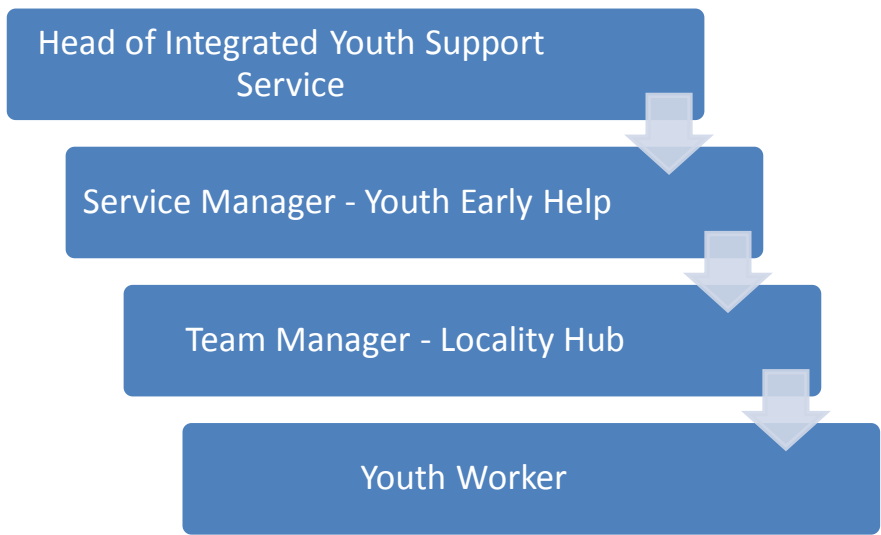 Head of Integrated Youth Support
Service
Service Manager - Youth Early Help
Team Manager - Locality Hub
Youth Worker